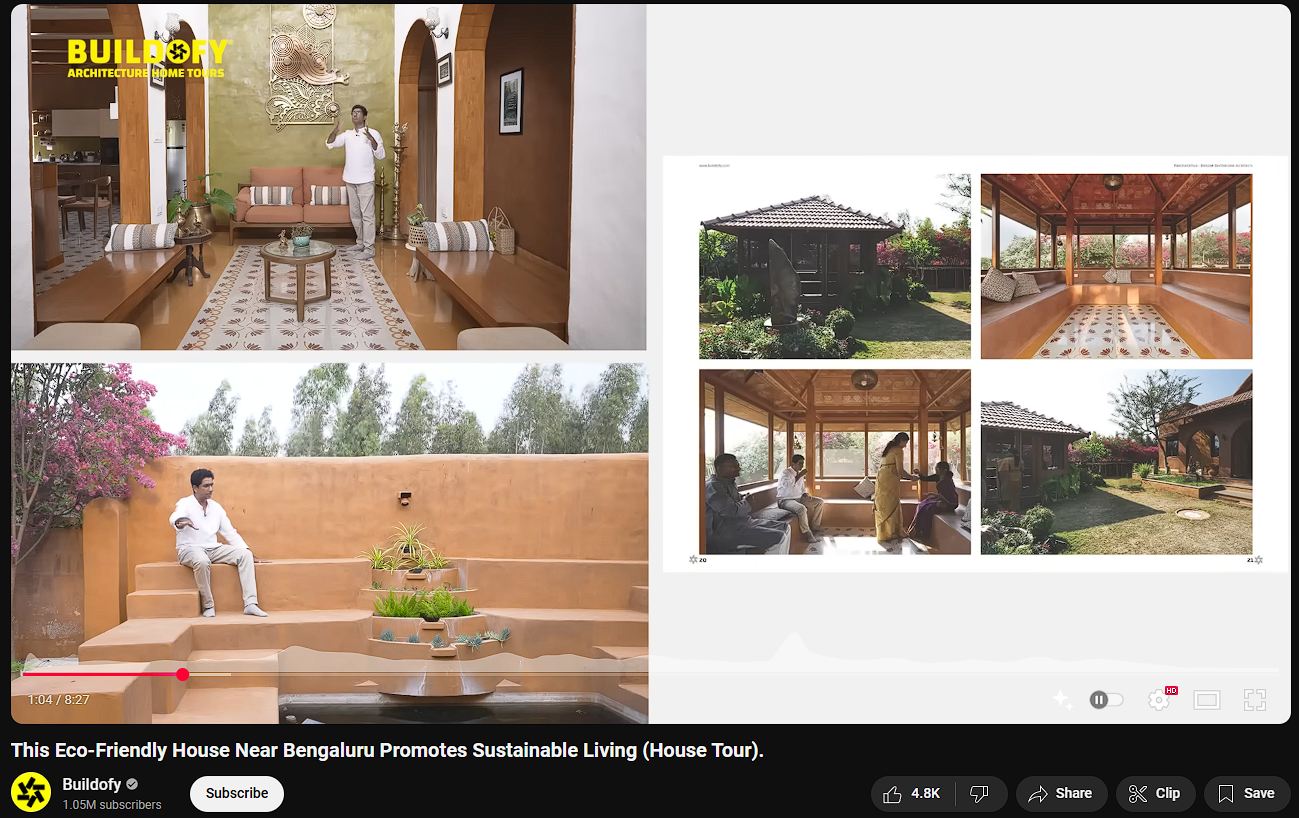 BUILDOFY
ARCHITECTURE HOME TOURS
www.buildofy.com
20
21
1:04 / 8:27
HD
This Eco-Friendly House Near Bengaluru Promotes Sustainable Living (House Tour).
Buildofy
1.05M subscribers
Subscribe
4.8K
Share
Clip
Save